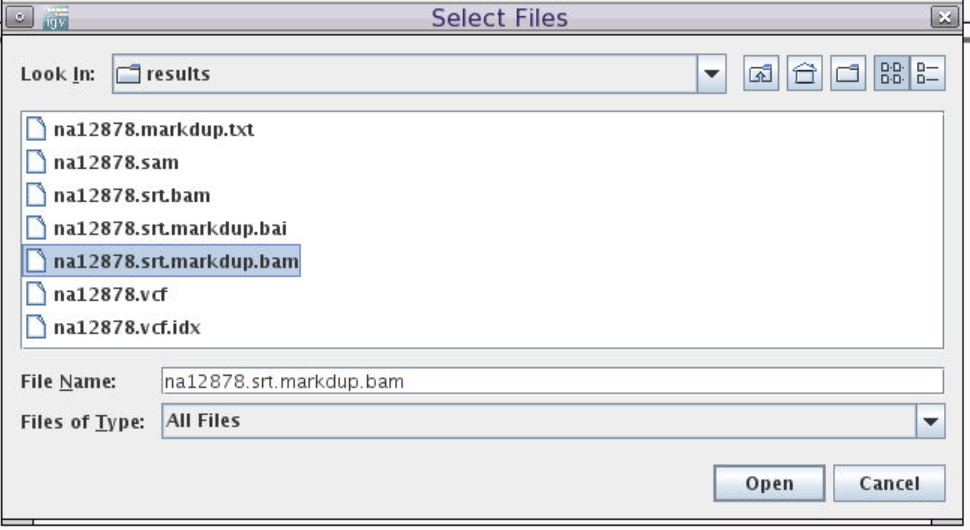 igv Select Files
Look In: results
na12878.markdup.txt
na12878.sam
na12878.srt.bam
na12878.srt.markdup.bai
na12878.srt.markdup.bam
na12878.vcf
na12878.vcf.idx
File Name: na12878.srt.markdup.bam
Files of Type: All Files
Open Cancel